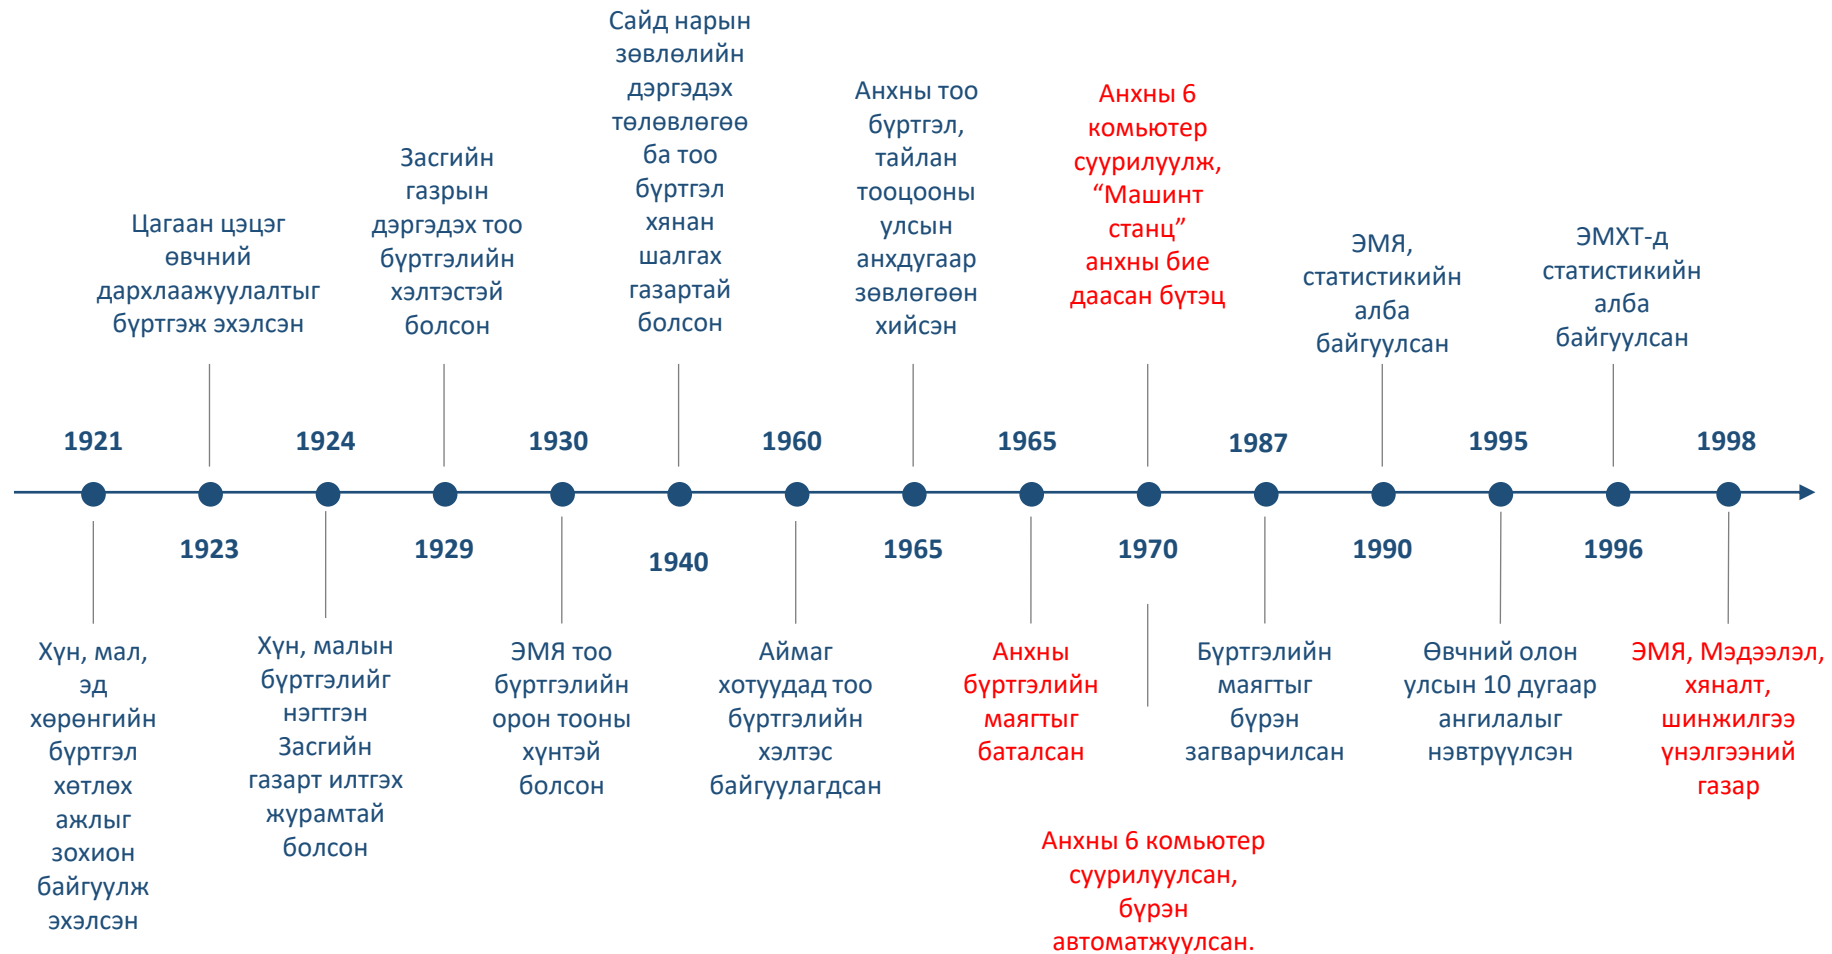 Сайд нарын
зөвлөлийн
дэргэдэх
төлөвлөгөө
ба тоо
бүртгэл
хянан
шалгах
газартай
болсон
Анхны тоо
бүртгэл,
тайлан
тооцооны
улсын
анхдугаар
зөвлөгөөн
хийсэн
Анхны 6
комьютер
суурилуулж,
“Машинт
станц”
анхны бие
даасан бүтэц
Засгийн
газрын
дэргэдэх тоо
бүртгэлийн
хэлтэстэй
болсон
Цагаан цэцэг
өвчний
дархлаажуулалтыг
бүртгэж эхэлсэн
ЭМЯ,
статистикийн
алба
байгуулсан
ЭМХТ-д
статистикийн
алба
байгуулсан
1921
1924
1930
1960
1965
1987
1995
1998
1923
1929
1940
1965
1970
1990
1996
Хүн, мал,
эд
хөрөнгийн
бүртгэл
хөтлөх
ажлыг
зохион
байгуулж
эхэлсэн
Хүн, малын
бүртгэлийг
нэгтгэн
Засгийн
газарт илтгэх
журамтай
болсон
ЭМЯ тоо
бүртгэлийн
орон тооны
хүнтэй
болсон
Аймаг
хотуудад тоо
бүртгэлийн
хэлтэс
байгуулагдсан
Анхны
бүртгэлийн
маягтыг
баталсан
Анхны 6 комьютер
суурилуулсан,
бүрэн
автоматжуулсан.
Бүртгэлийн
маягтыг
бүрэн
загварчилсан
Өвчний олон
улсын 10 дугаар
ангилалыг
нэвтрүүлсэн
ЭМЯ, Мэдээлэл,
хяналт,
шинжилгээ
үнэлгээний
газар